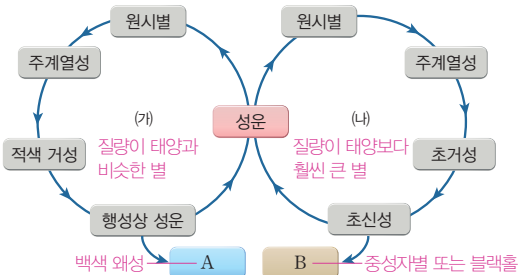 원시별
원시별
주계열성
주계열성
(가)
(나)
성운
질량이 태양과
비슷한 별
질량이 태양보다
훨씬 큰 별
적색 거성
초거성
행성상 성운
초신성
백색 왜성
A
B
중성자별 또는 블랙홀